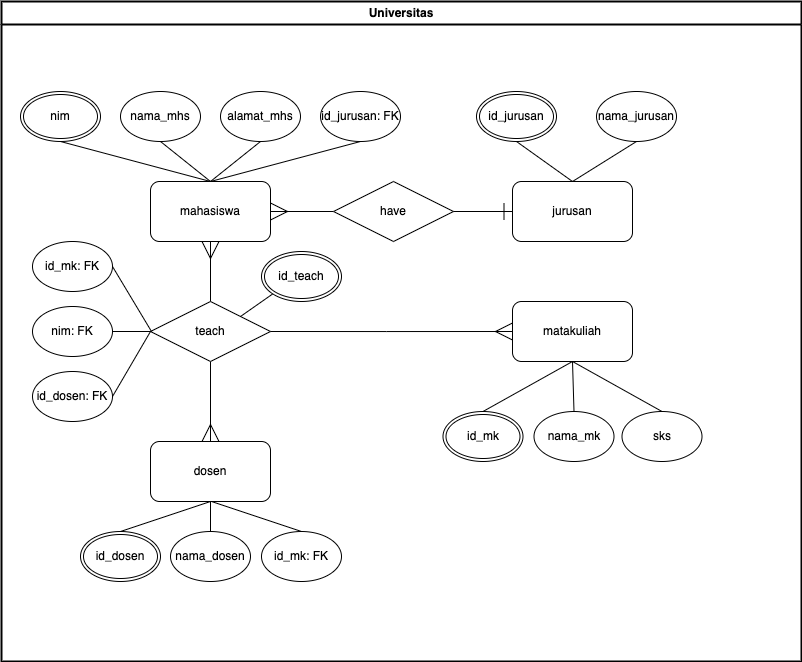 Universitas
nim
nama_mhs
alamat_mhs
id_jurusan: FK
id_jurusan
nama_jurusan
mahasiswa
have
jurusan
id_mk: FK
id_teach
nim: FK
teach
matakuliah
id_dosen: FK
id_mk
nama_mk
sks
dosen
id_dosen
nama_dosen
id_mk: FK